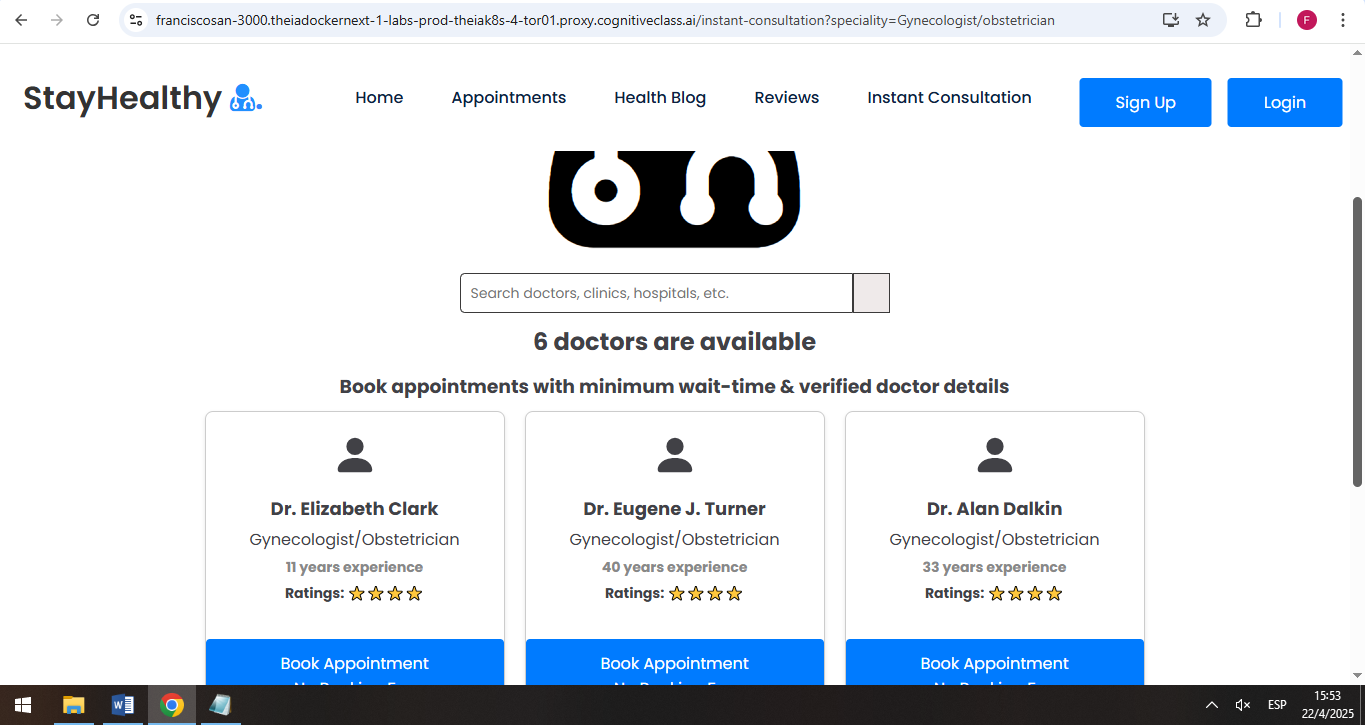 franciscosan-3000.theiadockernext-1-labs-prod-theiak8s-4-tor01.proxy.cognitiveclass.ai/instant-consultation?speciality=Gynecologist/obstetrician
F
StayHealthy
Home Appointments Health Blog Reviews Instant Consultation Sign Up Login
Search doctors, clinics, hospitals, etc.
6 doctors are available
Book appointments with minimum wait-time & verified doctor details
Dr. Elizabeth Clark
Gynecologist/Obstetrician
11 years experience
Ratings:
Book Appointment
Dr. Eugene J. Turner
Gynecologist/Obstetrician
40 years experience
Ratings:
Book Appointment
Dr. Alan Dalkin
Gynecologist/Obstetrician
33 years experience
Ratings:
Book Appointment
ESP
15:53
22/4/2025